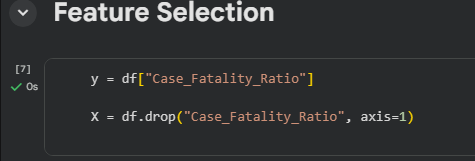 Feature Selection
[7]
0s
y = df["Case_Fatality_Ratio"]
X = df.drop("Case_Fatality_Ratio", axis=1)